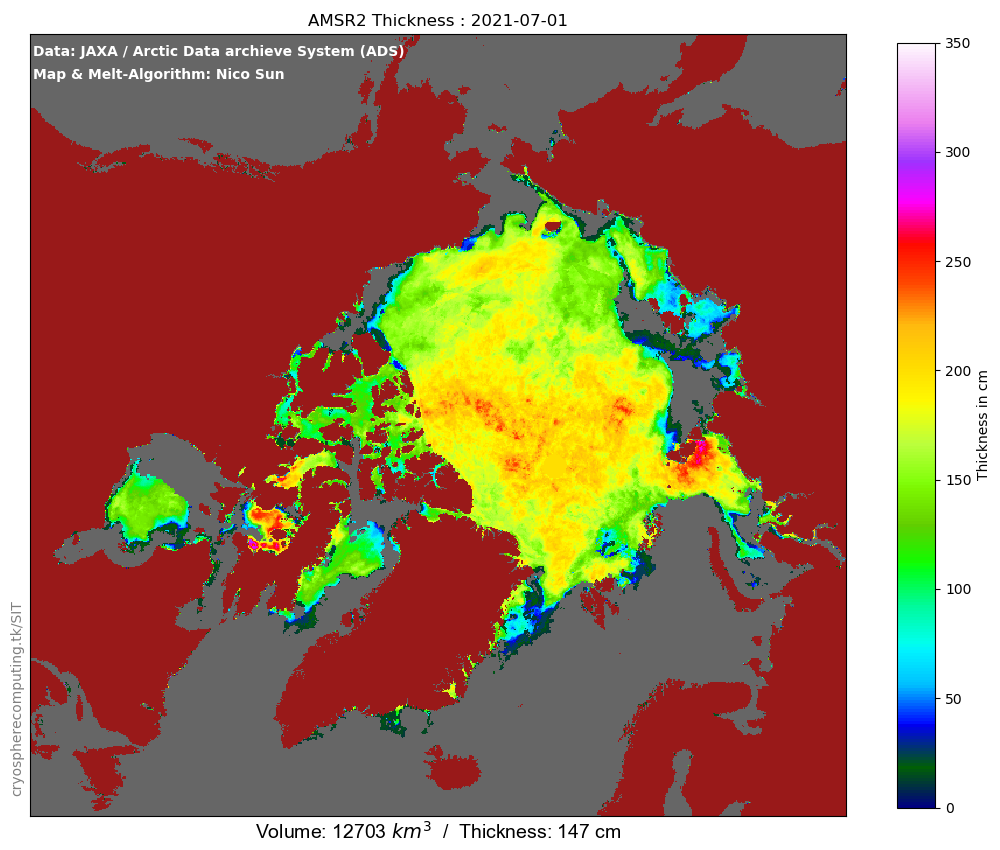 AMSR2 Thickness : 2021-07-01
Data: JAXA / Arctic Data archieve System (ADS)
Map & Melt-Algorithm: Nico Sun
350
300
250
200
150
100
50
0
Thickness in cm
cryospherecomputing.tk/SIT
Volume: 12703 km³ / Thickness: 147 cm